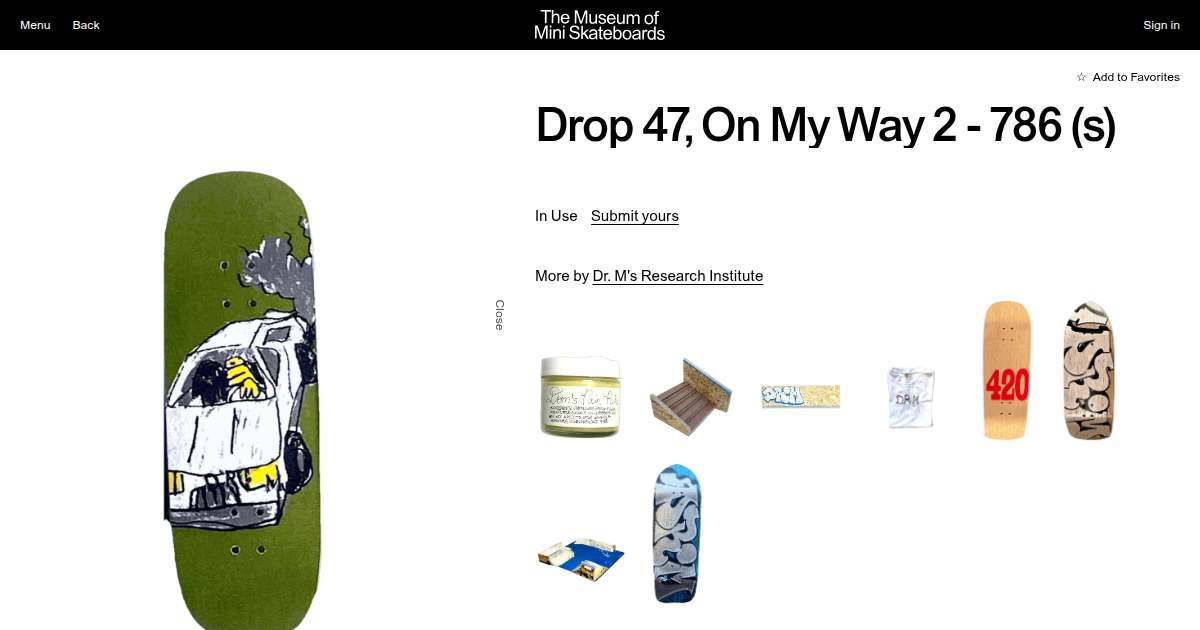 Menu
Back
The Museum of
Mini Skateboards
Sign in
☆ Add to Favorites
Drop 47, On My Way 2 - 786 (s)
In Use
Submit yours
More by Dr. M's Research Institute
Close
DRM
420